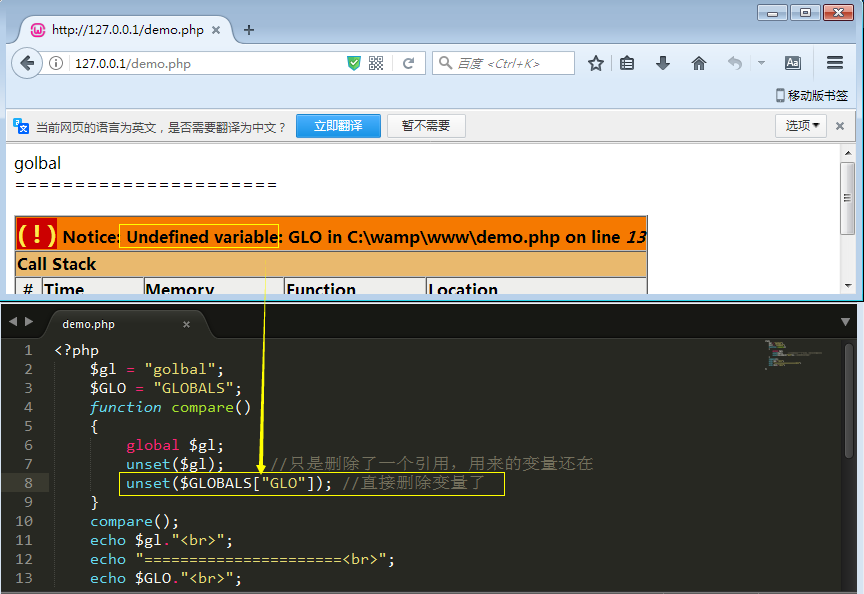 http://127.0.0.1/demo.php
127.0.0.1/demo.php
百度 <Ctrl+K>
移动版书签
当前网页的语言为英文，是否需要翻译为中文？ 立即翻译 暂不需要 选项
golbal
======================
(!) Notice: Undefined variable: GLO in C:\wamp\www\demo.php on line 13
Call Stack
# Time Memory Function Location
demo.php
1 <?php
2 $gl = "golbal";
3 $GLO = "GLOBALS";
4 function compare()
5 {
6 global $gl;
7 unset($gl); //只是删除了一个引用，用来的变量还在
8 unset($GLOBALS["GLO"]); //直接删除变量了
9 }
10 compare();
11 echo $gl."<br>";
12 echo "======================<br>";
13 echo $GLO."<br>";